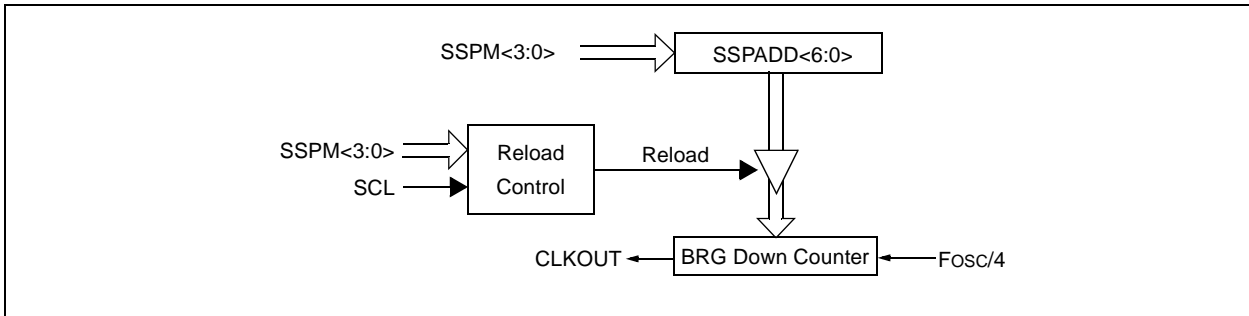 SSPM<3:0>
SSPADD<6:0>
SSPM<3:0>
SCL
Reload
Control
Reload
CLKOUT
BRG Down Counter
FOSC/4